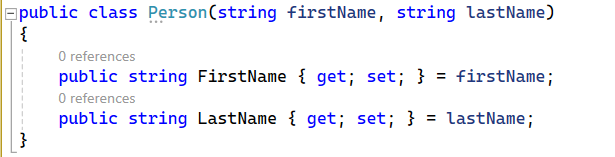 public class Person(string firstName, string lastName)
{
0 references
public string FirstName { get; set; } = firstName;
0 references
public string LastName { get; set; } = lastName;
}